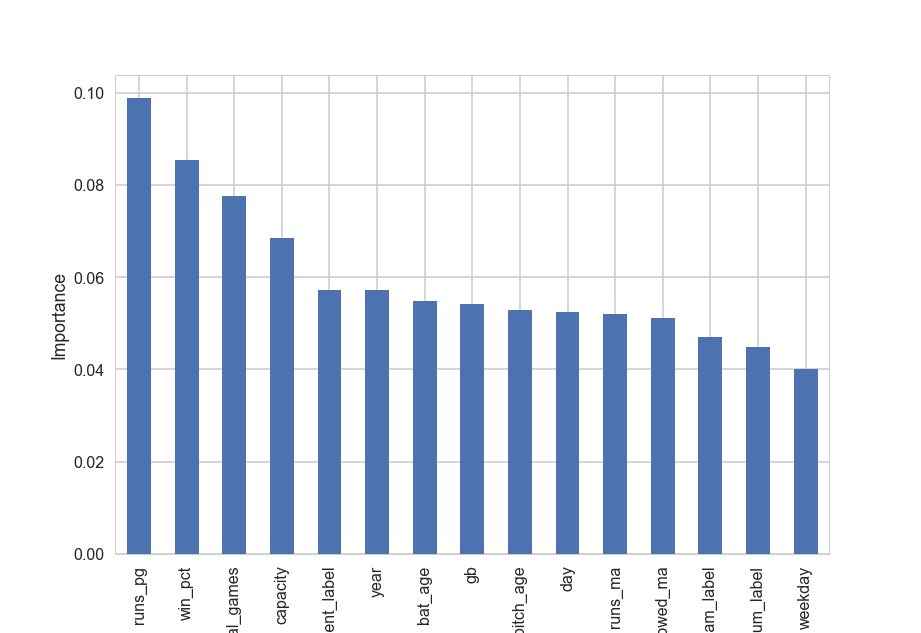 0.10
0.08
0.06
0.04
0.02
0.00
Importance
runs_pg
win_pct
al_games
capacity
ent_label
year
bat_age
gb
pitch_age
day
runs_ma
owed_ma
am_label
um_label
weekday